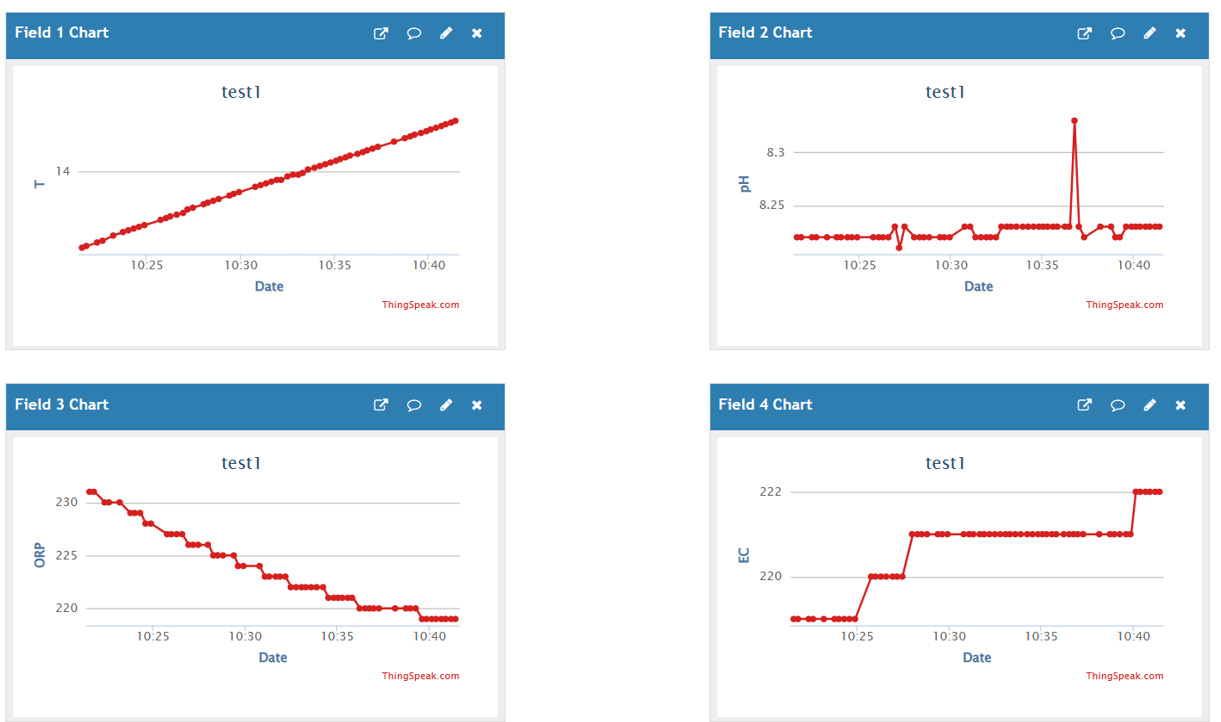 Field 1 Chart
test1
T
14
10:25 10:30 10:35 10:40
Date
ThingSpeak.com
Field 2 Chart
test1
pH
8.3
8.25
10:25 10:30 10:35 10:40
Date
ThingSpeak.com
Field 3 Chart
test1
ORP
230
225
220
10:25 10:30 10:35 10:40
Date
ThingSpeak.com
Field 4 Chart
test1
EC
222
220
10:25 10:30 10:35 10:40
Date
ThingSpeak.com